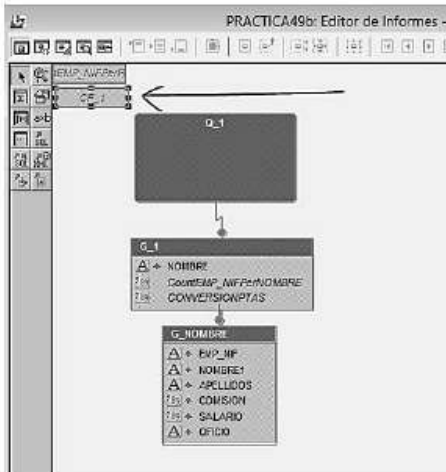 PRACTICA49b: Editor de Informes -
CF_1
Q_1
G_1
NOMBRE
CountEMP_NIFPerNOMBRE
CONVERSIONPTAS
G_NOMBRE
EMP_NIF
NOMBRE1
APELLIDOS
COMISION
SALARIO
OFICIO